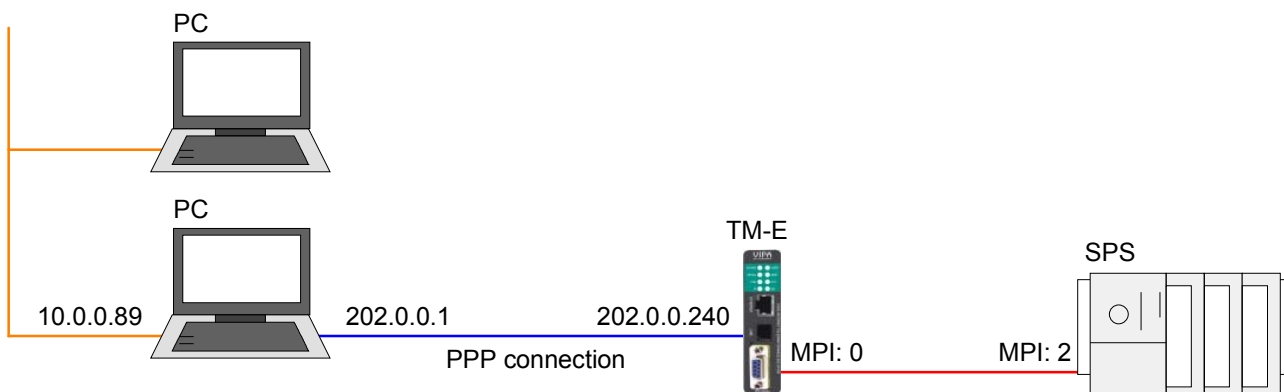 PC
PC
TM-E
VIPA
SPS
10.0.0.89
202.0.0.1
202.0.0.240
PPP connection
MPI: 0
MPI: 2